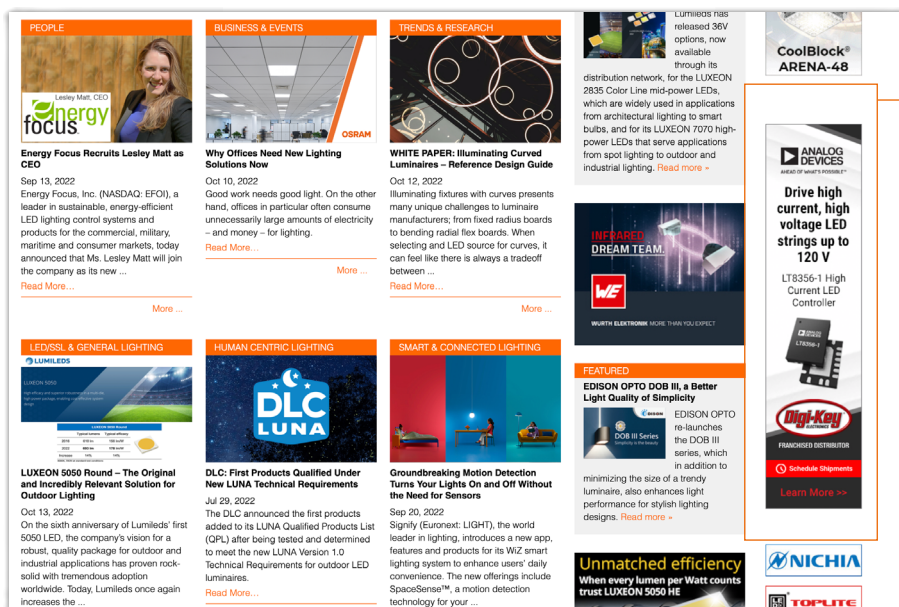 PEOPLE
Lesley Matt, CEO
energy
focus
Energy Focus Recruits Lesley Matt as
CEO
Sep 13, 2022
Energy Focus, Inc. (NASDAQ: EFOI), a
leader in sustainable, energy-efficient
LED lighting control systems and
products for the commercial, military,
maritime and consumer markets, today
announced that Ms. Lesley Matt will join
the company as its new ...
Read More…
More ...
BUSINESS & EVENTS
OSRAM
Why Offices Need New Lighting
Solutions Now
Oct 10, 2022
Good work needs good light. On the other
hand, offices in particular often consume
unnecessarily large amounts of electricity
– and money – for lighting.
Read More…
More ...
TRENDS & RESEARCH
WHITE PAPER: Illuminating Curved
Luminaires – Reference Design Guide
Oct 12, 2022
Illuminating fixtures with curves presents
many unique challenges to luminaire
manufacturers; from fixed radius boards
to bending radial flex boards. When
selecting and LED source for curves, it
can feel like there is always a tradeoff
between ...
Read More…
More ...
LED/SSL & GENERAL LIGHTING
LUMILEDS
LUXEON 5050
LUXEON 5050 Round
Typical lumens Typical efficacy
LUXEON 5050 Round – The Original
and Incredibly Relevant Solution for
Outdoor Lighting
Oct 13, 2022
On the sixth anniversary of Lumileds' first
5050 LED, the company's vision for a
robust, quality package for outdoor and
industrial applications has proven rock-
solid with tremendous adoption
worldwide. Today, Lumileds once again
increases the ...
HUMAN CENTRIC LIGHTING
DLC
LUNA
DLC: First Products Qualified Under
New LUNA Technical Requirements
Jul 29, 2022
The DLC announced the first products
added to its LUNA Qualified Products List
(QPL) after being tested and determined
to meet the new LUNA Version 1.0
Technical Requirements for outdoor LED
luminaires.
Read More…
SMART & CONNECTED LIGHTING
Groundbreaking Motion Detection
Turns Your Lights On and Off Without
the Need for Sensors
Sep 20, 2022
Signify (Euronext: LIGHT), the world
leader in lighting, introduces a new app,
features and products for its WiZ smart
lighting system to enhance users' daily
convenience. The new offerings include
SpaceSense™, a motion detection
technology for your ...
Lumileds has
released 36V
options, now
available
through its
distribution network, for the LUXEON
2835 Color Line mid-power LEDs,
which are widely used in applications
from architectural lighting to smart
bulbs, and for its LUXEON 7070 high-
power LEDs that serve applications
from spot lighting to outdoor and
industrial lighting. Read more »
INFRARED
DREAM TEAM.
WE
WURTH ELEKTRONIK MORE THAN YOU EXPECT
FEATURED
EDISON OPTO DOB III, a Better
Light Quality of Simplicity
EDISON
DOB III Series
Simplicity is the Beauty
EDISON OPTO
re-launches
the DOB III
series, which
in addition to
minimizing the size of a trendy
luminaire, also enhances light
performance for stylish lighting
designs. Read more »
Unmatched efficiency
When every lumen per Watt counts
trust LUXEON 5050 HE
CoolBlock®
ARENA-48
ANALOG
DEVICES
AHEAD OF WHAT'S POSSIBLE™
Drive high
current, high
voltage LED
strings up to
120 V
LT8356-1 High
Current LED
Controller
ANALOG
DEVICES
LT8356-1
Digi-Key
ELECTRONICS
FRANCHISED DISTRIBUTOR
Schedule Shipments
Learn More >>
NICHIA
TOPLITE